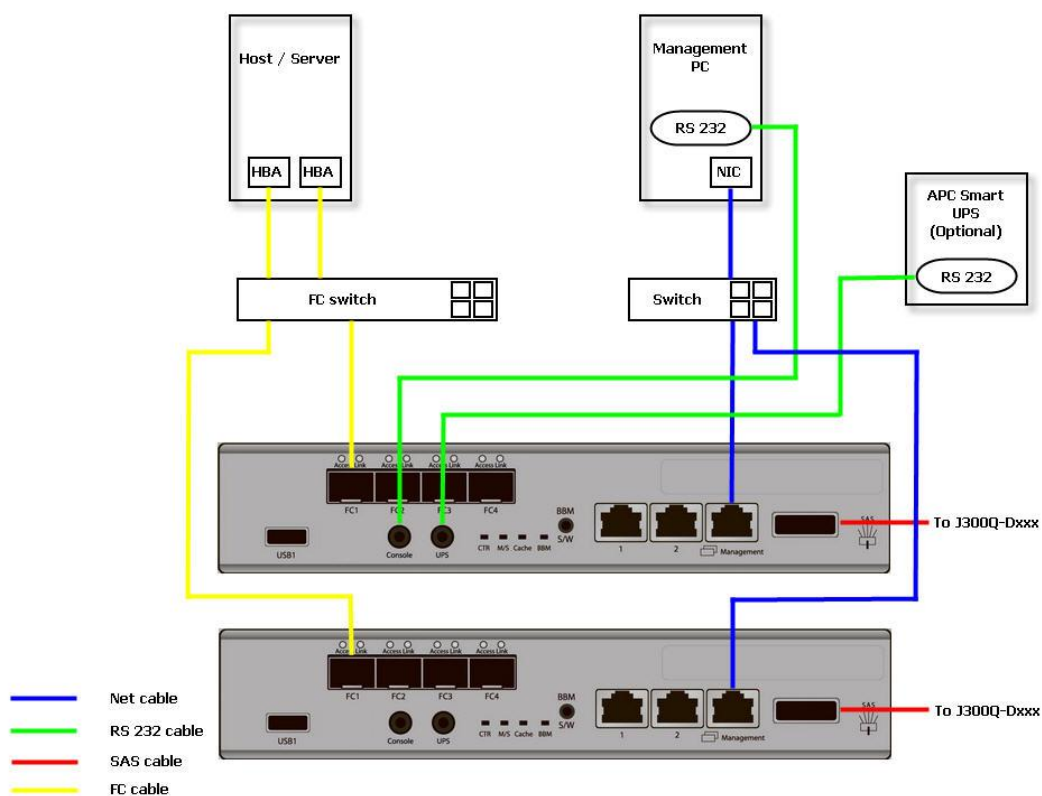 Host / Server
HBA HBA
Management
PC
RS 232
NIC
APC Smart
UPS
(Optional)
RS 232
FC switch
Switch
Access Link Access Link Access Link Access Link
FC1 FC2 FC3 FC4
USB1
Console UPS
CTR M/S Cache BBM
BBM
S/W
1 2 Management
SAS
To J300Q-Dxxx
Access Link Access Link Access Link Access Link
FC1 FC2 FC3 FC4
USB1
Console UPS
CTR M/S Cache BBM
BBM
S/W
1 2 Management
SAS
To J300Q-Dxxx
Net cable
RS 232 cable
SAS cable
FC cable